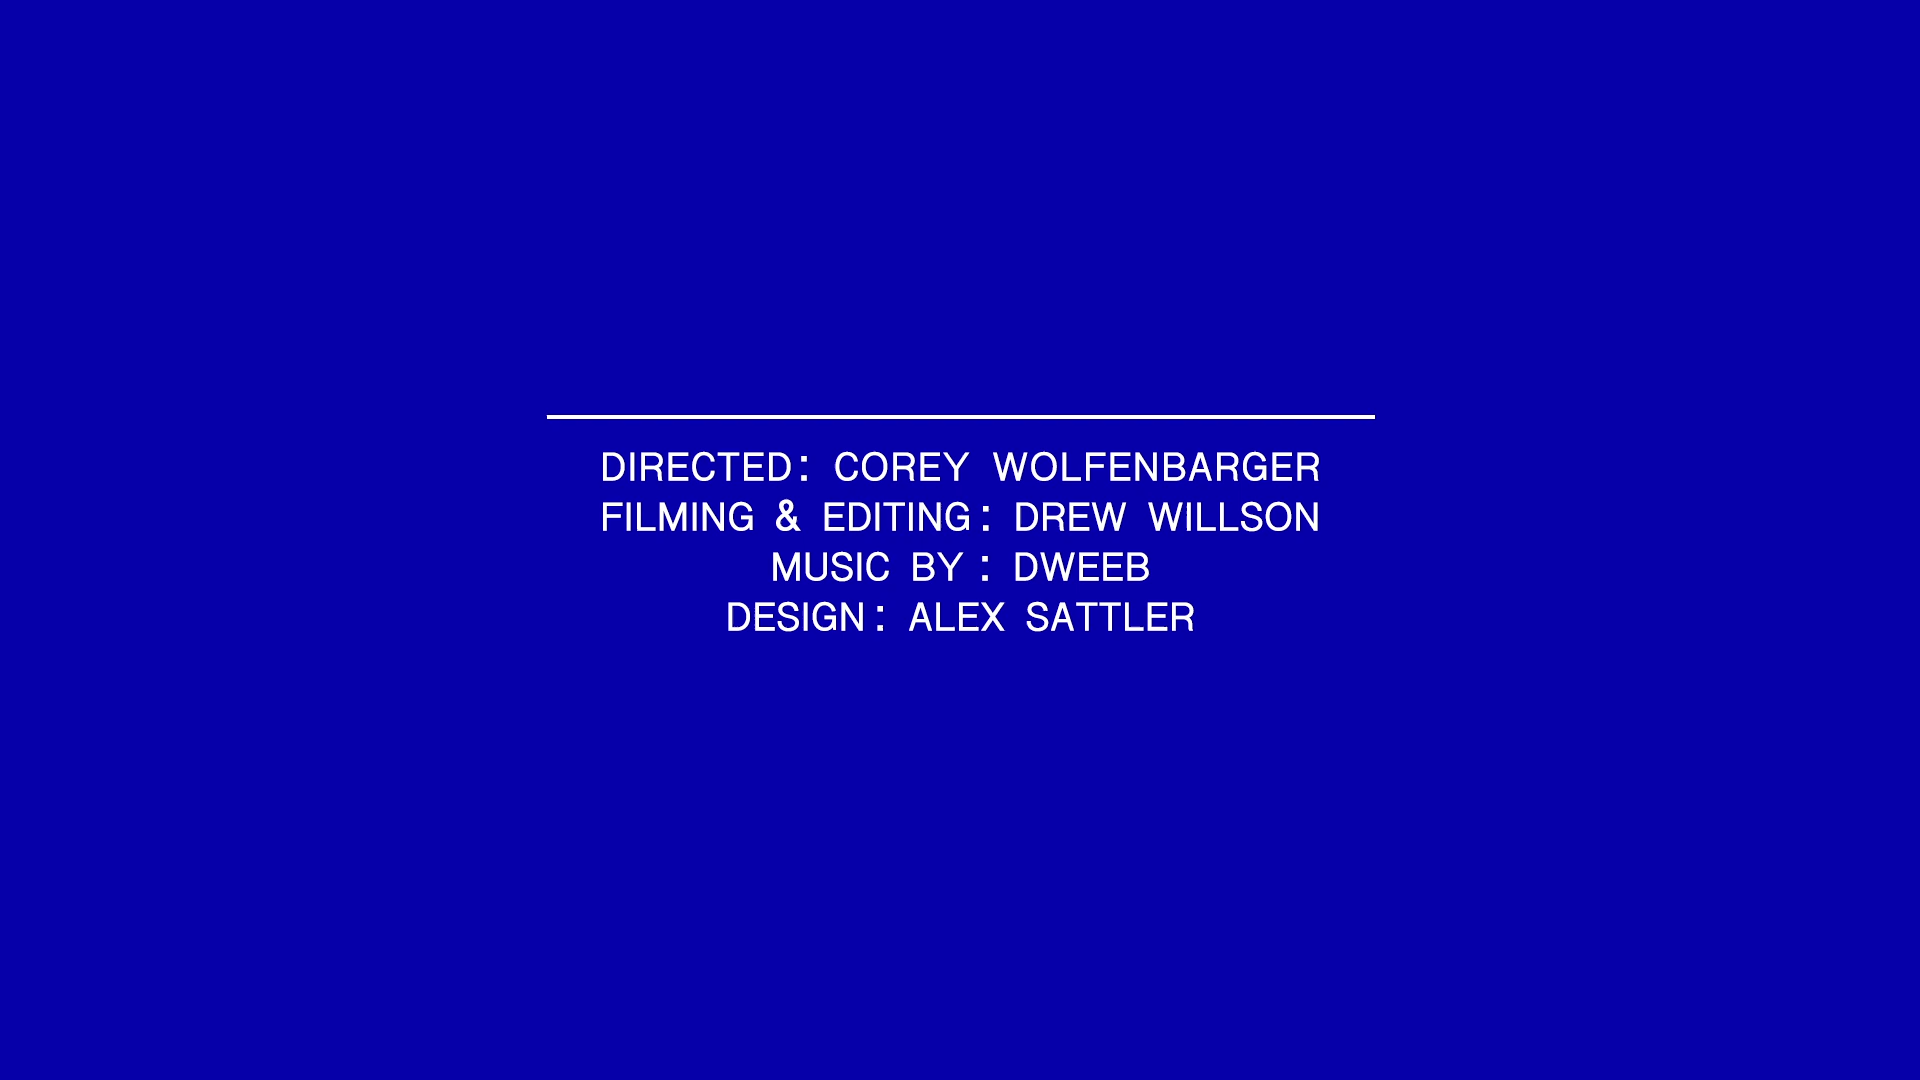 DIRECTED: COREY WOLFENBARGER
FILMING & EDITING: DREW WILLSON
MUSIC BY: DWEEB
DESIGN: ALEX SATTLER